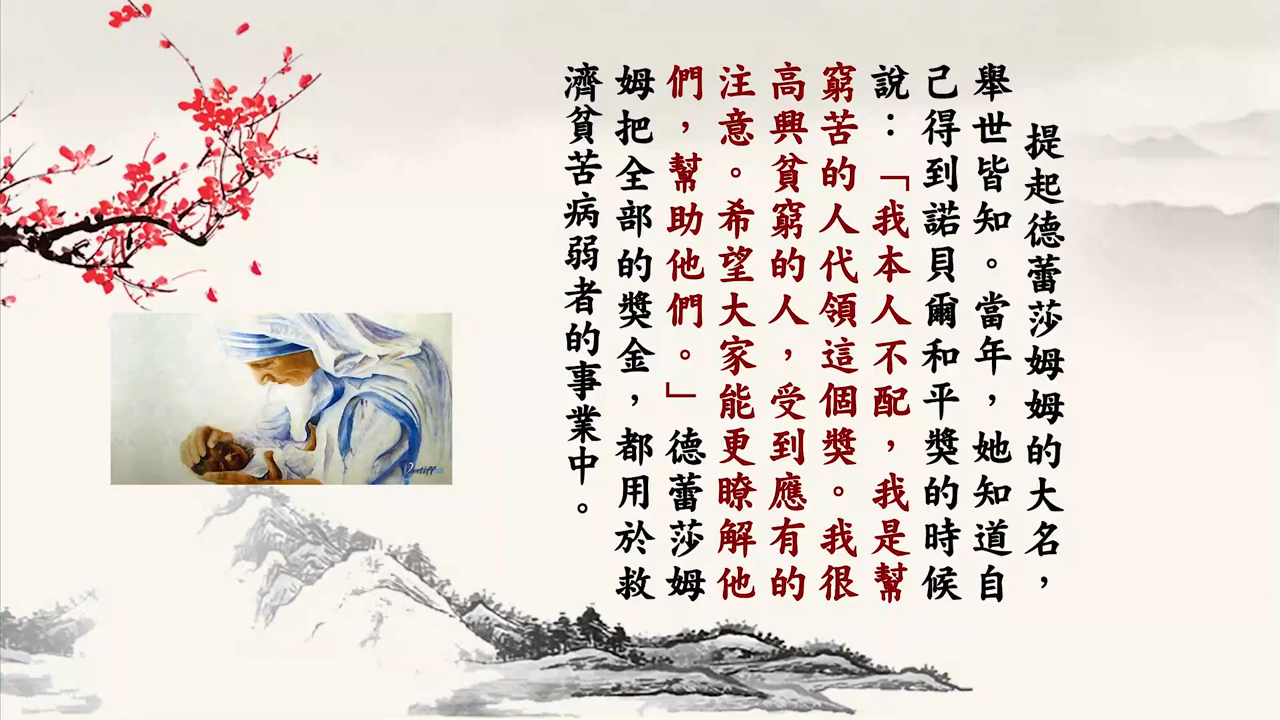 提起德蕾莎姆姆的大名，
舉世皆知。當年，她知道自
己得到諾貝爾和平獎的時候
說：「我本人不配，我是幫
窮苦的人代領這個獎。我很
高興貧窮的人，受到應有的
注意。希望大家能更瞭解他
們，幫助他們。」德蕾莎姆
姆把全部的獎金，都用於救
濟貧苦病弱者的事業中。